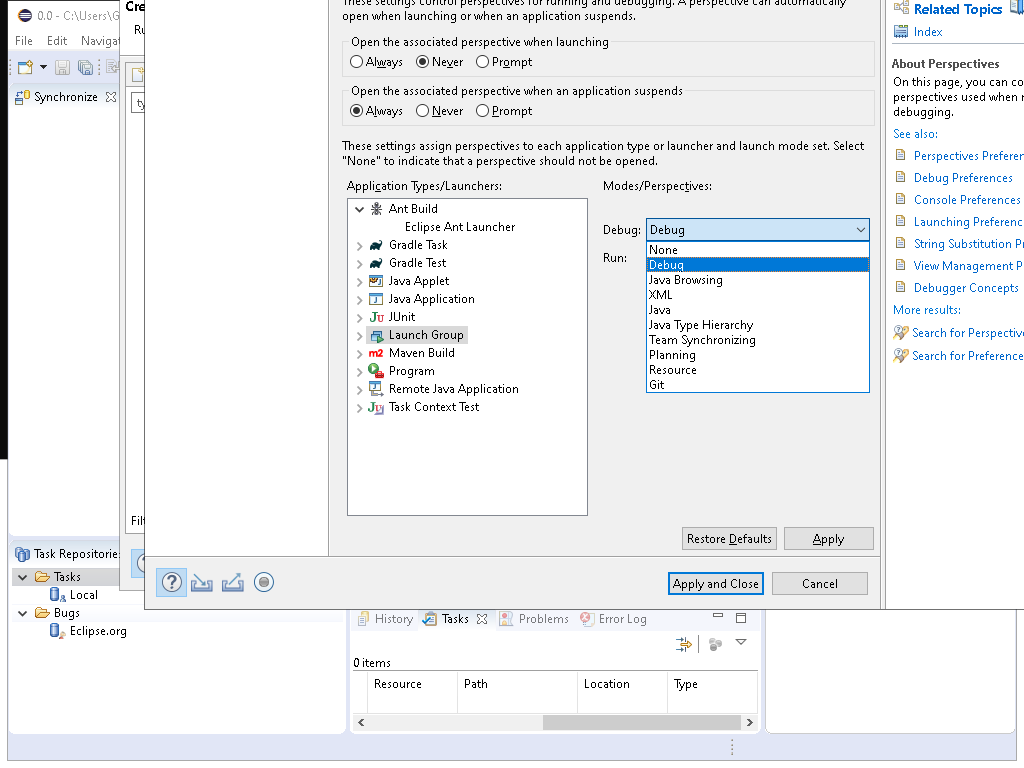 0.0 - C:\Users\G
Cre
File Edit Navigat
Ru
Synchronize
ty
These settings control perspectives for running and debugging. A perspective can automatically
open when launching or when an application suspends.
Open the associated perspective when launching
Always Never Prompt
Open the associated perspective when an application suspends
Always Never Prompt
These settings assign perspectives to each application type or launcher and launch mode set. Select
"None" to indicate that a perspective should not be opened.
Application Types/Launchers:
Modes/Perspectives:
Ant Build
Eclipse Ant Launcher
Gradle Task
Gradle Test
Java Applet
Java Application
JUnit
Launch Group
Maven Build
Program
Remote Java Application
Task Context Test
Debug: Debug
Run:
None
Debug
Java Browsing
XML
Java
Java Type Hierarchy
Team Synchronizing
Planning
Resource
Git
Restore Defaults Apply
Apply and Close Cancel
Related Topics
Index
About Perspectives
On this page, you can co
perspectives used when r
debugging.
See also:
Perspectives Preferen
Debug Preferences
Console Preferences
Launching Preferenc
String Substitution Pr
View Management P
Debugger Concepts
More results:
Search for Perspective
Search for Preference
Filt
Task Repositorie
Tasks
Local
Bugs
Eclipse.org
History Tasks Problems Error Log
0 items
Resource Path Location Type